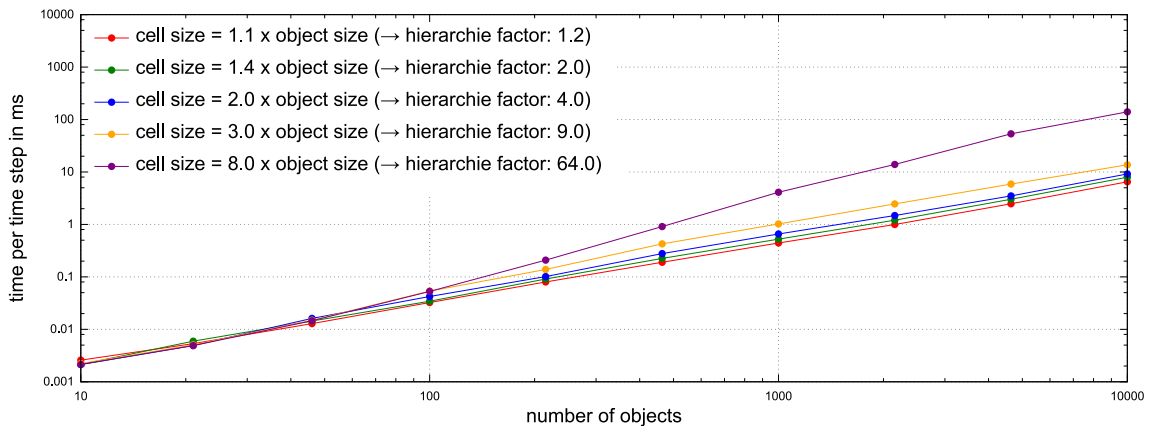 10000
1000
100
10
1
0.1
0.01
0.001
time per time step in ms
cell size = 1.1 x object size (→ hierarchie factor: 1.2)
cell size = 1.4 x object size (→ hierarchie factor: 2.0)
cell size = 2.0 x object size (→ hierarchie factor: 4.0)
cell size = 3.0 x object size (→ hierarchie factor: 9.0)
cell size = 8.0 x object size (→ hierarchie factor: 64.0)
10
100
1000
10000
number of objects